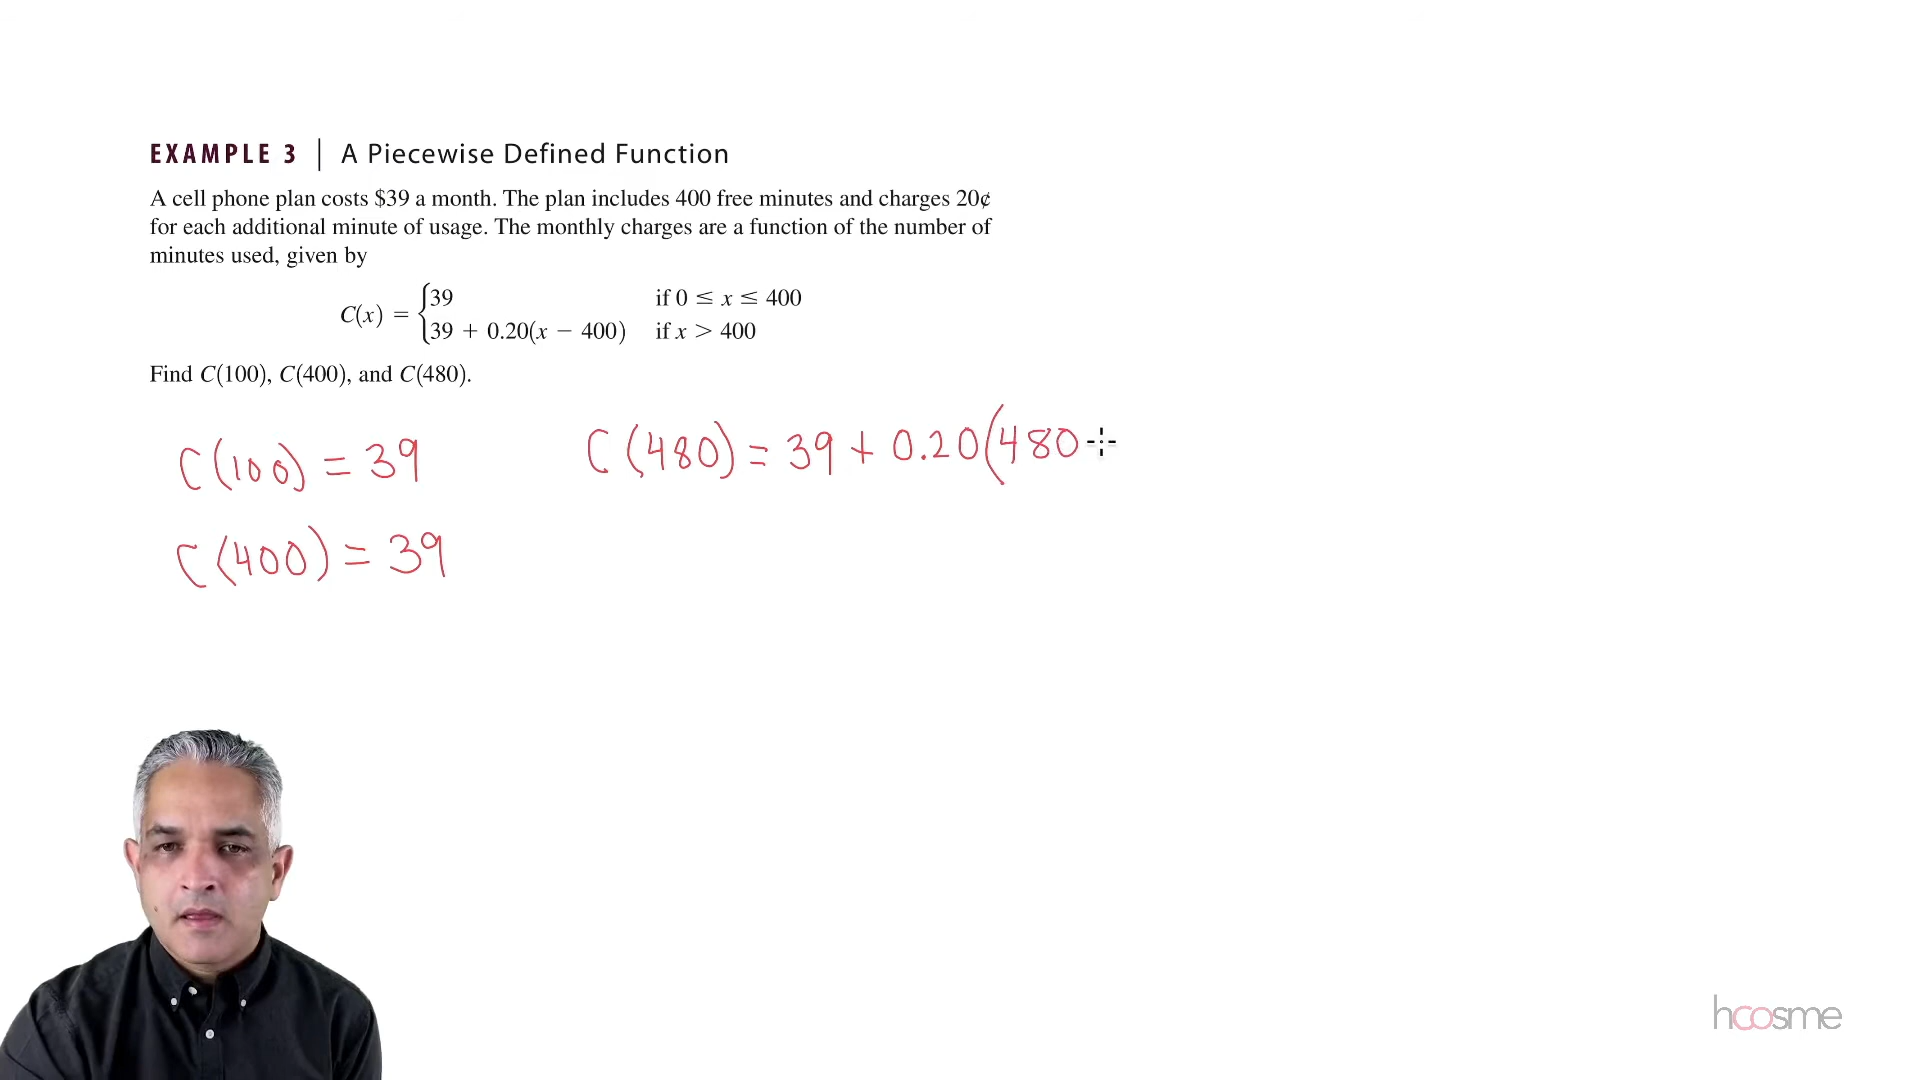 EXAMPLE 3 | A Piecewise Defined Function
A cell phone plan costs $39 a month. The plan includes 400 free minutes and charges 20¢
for each additional minute of usage. The monthly charges are a function of the number of
minutes used, given by
C(x) = {39 if 0 ≤ x ≤ 400
39 + 0.20(x − 400) if x > 400
Find C(100), C(400), and C(480).
C(100) = 39
C(400) = 39
C(480) = 39 + 0.20(480
hcosme